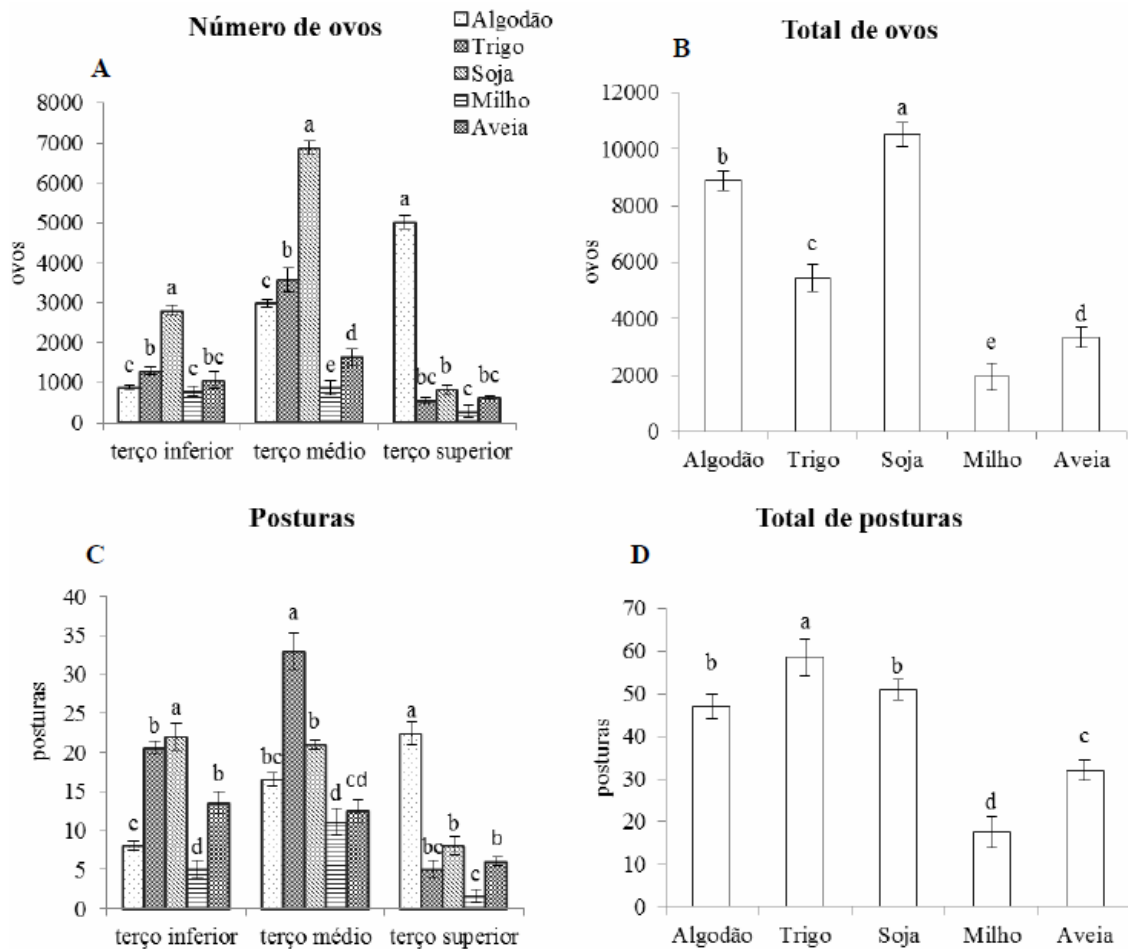 Número de ovos
A
Algodão
Trigo
Soja
Milho
Aveia
8000
7000
6000
5000
4000
3000
2000
1000
0
ovos
c
b
a
c
bc
c
b
a
e
d
a
bc
b
c
bc
terço inferior
terço médio
terço superior
Total de ovos
B
12000
10000
8000
6000
4000
2000
0
ovos
b
c
a
e
d
Algodão
Trigo
Soja
Milho
Aveia
Posturas
C
40
35
30
25
20
15
10
5
0
posturas
c
b
a
d
b
bc
a
b
d
cd
a
bc
b
c
b
terço inferior
terço médio
terço superior
Total de posturas
D
70
60
50
40
30
20
10
0
posturas
b
a
b
d
c
Algodão
Trigo
Soja
Milho
Aveia